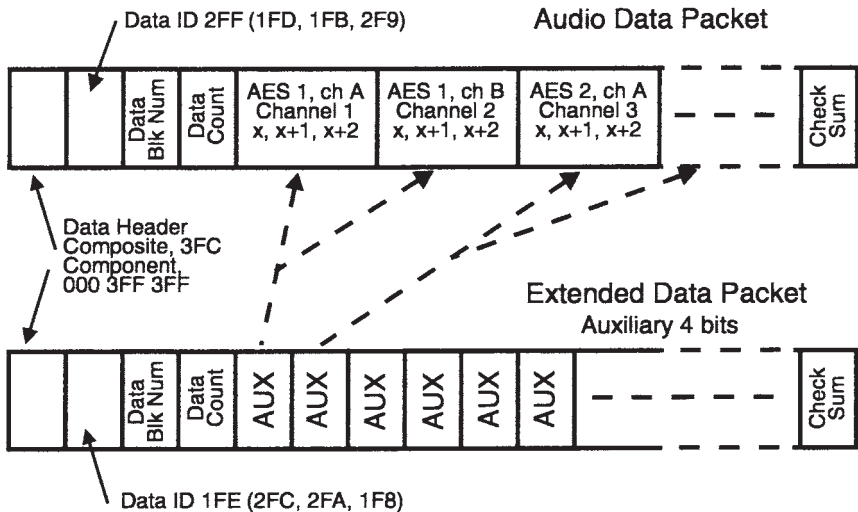 Data ID 2FF (1FD, 1FB, 2F9)
Audio Data Packet
Data
Blk Num
Data
Count
AES 1, ch A
Channel 1
x, x+1, x+2
AES 1, ch B
Channel 2
x, x+1, x+2
AES 2, ch A
Channel 3
x, x+1, x+2
Check
Sum
Data Header
Composite, 3FC
Component,
000 3FF 3FF
Extended Data Packet
Auxiliary 4 bits
Data
Blk Num
Data
Count
AUX
AUX
AUX
AUX
AUX
AUX
Check
Sum
Data ID 1FE (2FC, 2FA, 1F8)